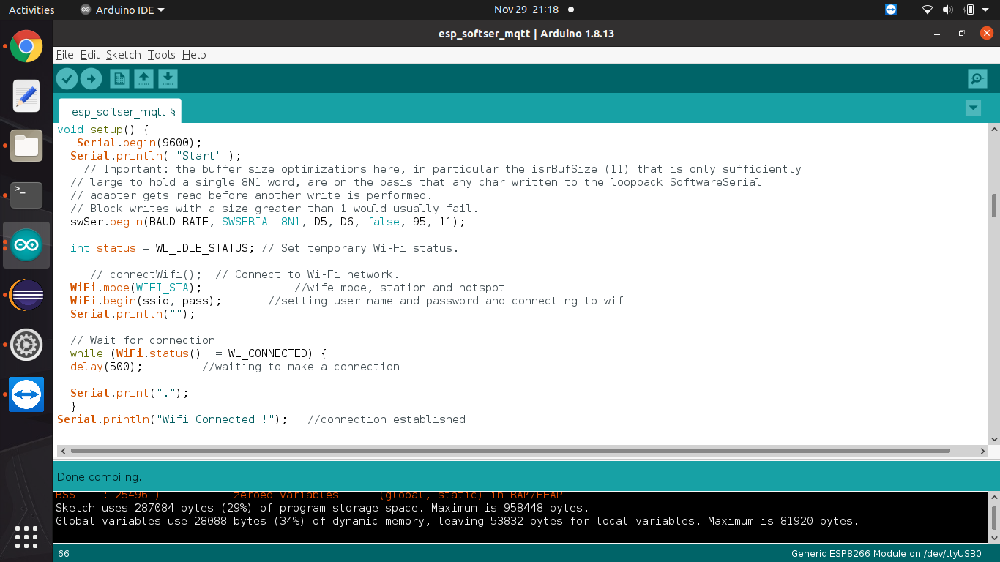 Activities Arduino IDE Nov 29 21:18
esp_softser_mqtt | Arduino 1.8.13
File Edit Sketch Tools Help
esp_softser_mqtt §
void setup() {
Serial.begin(9600);
Serial.println( "Start" );
// Important: the buffer size optimizations here, in particular the isrBufSize (11) that is only sufficiently
// large to hold a single 8N1 word, are on the basis that any char written to the loopback SoftwareSerial
// adapter gets read before another write is performed.
// Block writes with a size greater than 1 would usually fail.
swSer.begin(BAUD_RATE, SWSERIAL_8N1, D5, D6, false, 95, 11);
int status = WL_IDLE_STATUS; // Set temporary Wi-Fi status.
// connectWifi();  // Connect to Wi-Fi network.
WiFi.mode(WIFI_STA);              //wife mode, station and hotspot
WiFi.begin(ssid, pass);       //setting user name and password and connecting to wifi
Serial.println("");
// Wait for connection
while (WiFi.status() != WL_CONNECTED) {
delay(500);         //waiting to make a connection
Serial.print(".");
}
Serial.println("Wifi Connected!!");   //connection established
Done compiling.
BSS    : 25496 )         - zeroed variables      (global, static) in RAM/HEAP
Sketch uses 287084 bytes (29%) of program storage space. Maximum is 958448 bytes.
Global variables use 28088 bytes (34%) of dynamic memory, leaving 53832 bytes for local variables. Maximum is 81920 bytes.
66 Generic ESP8266 Module on /dev/ttyUSB0